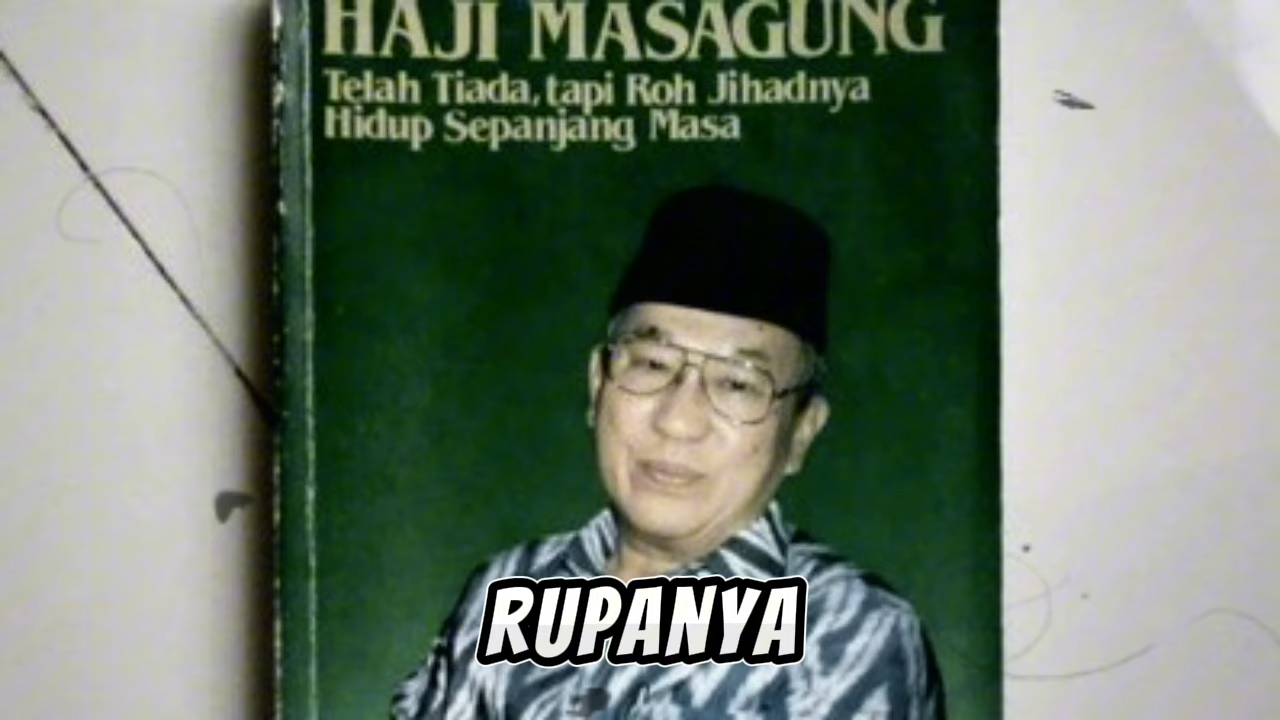 HAJI MASAGUNG
Telah Tiada, tapi Roh Jihadnya
Hidup Sepanjang Masa
RUPANYA